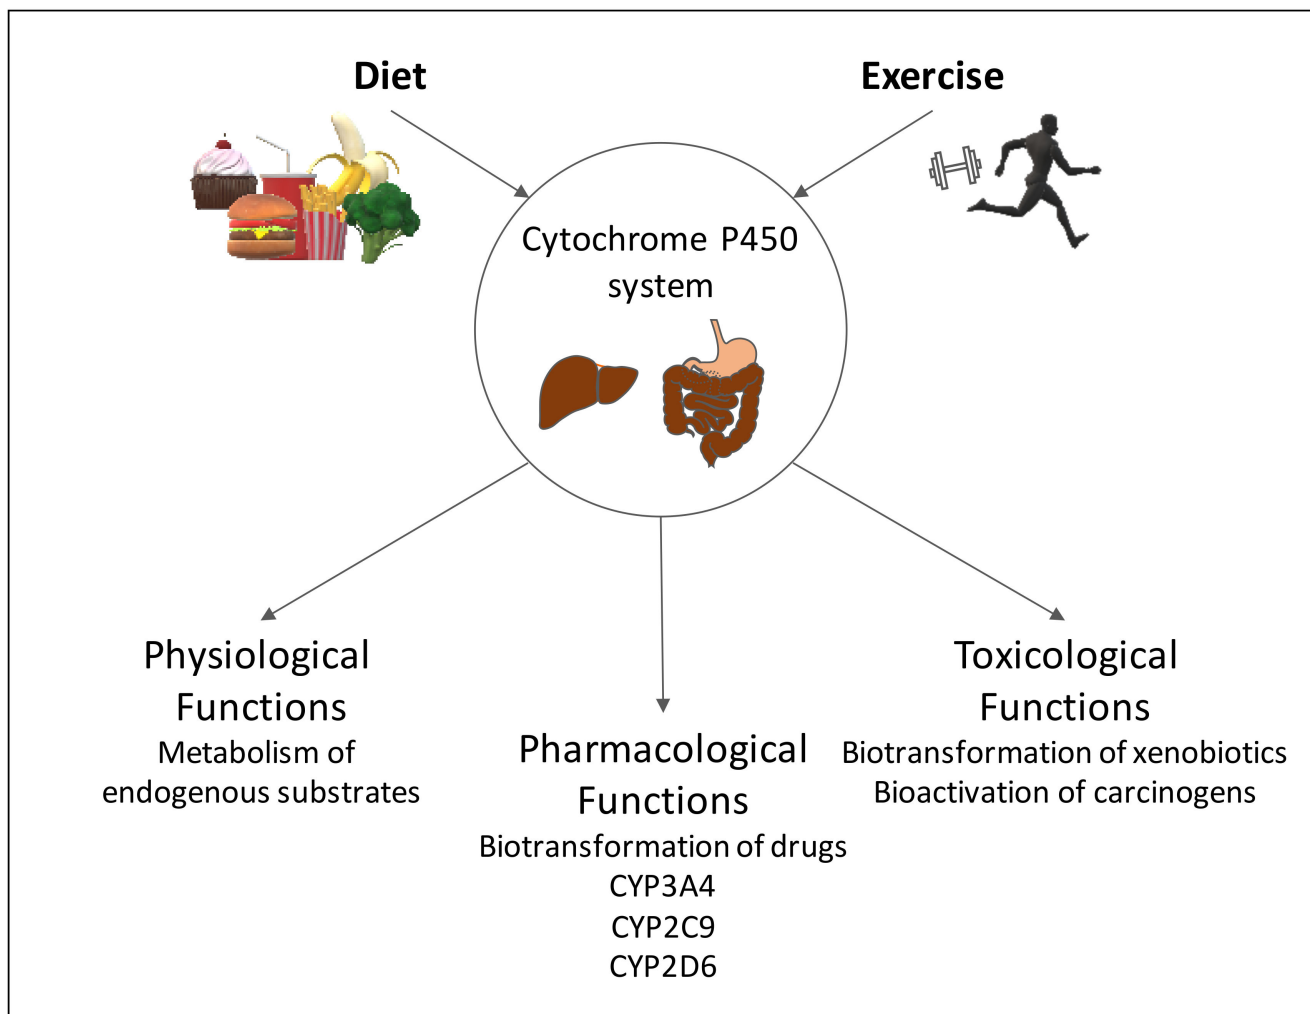 Diet
Exercise
Cytochrome P450
system
Physiological
Functions
Metabolism of
endogenous substrates
Pharmacological
Functions
Biotransformation of drugs
CYP3A4
CYP2C9
CYP2D6
Toxicological
Functions
Biotransformation of xenobiotics
Bioactivation of carcinogens